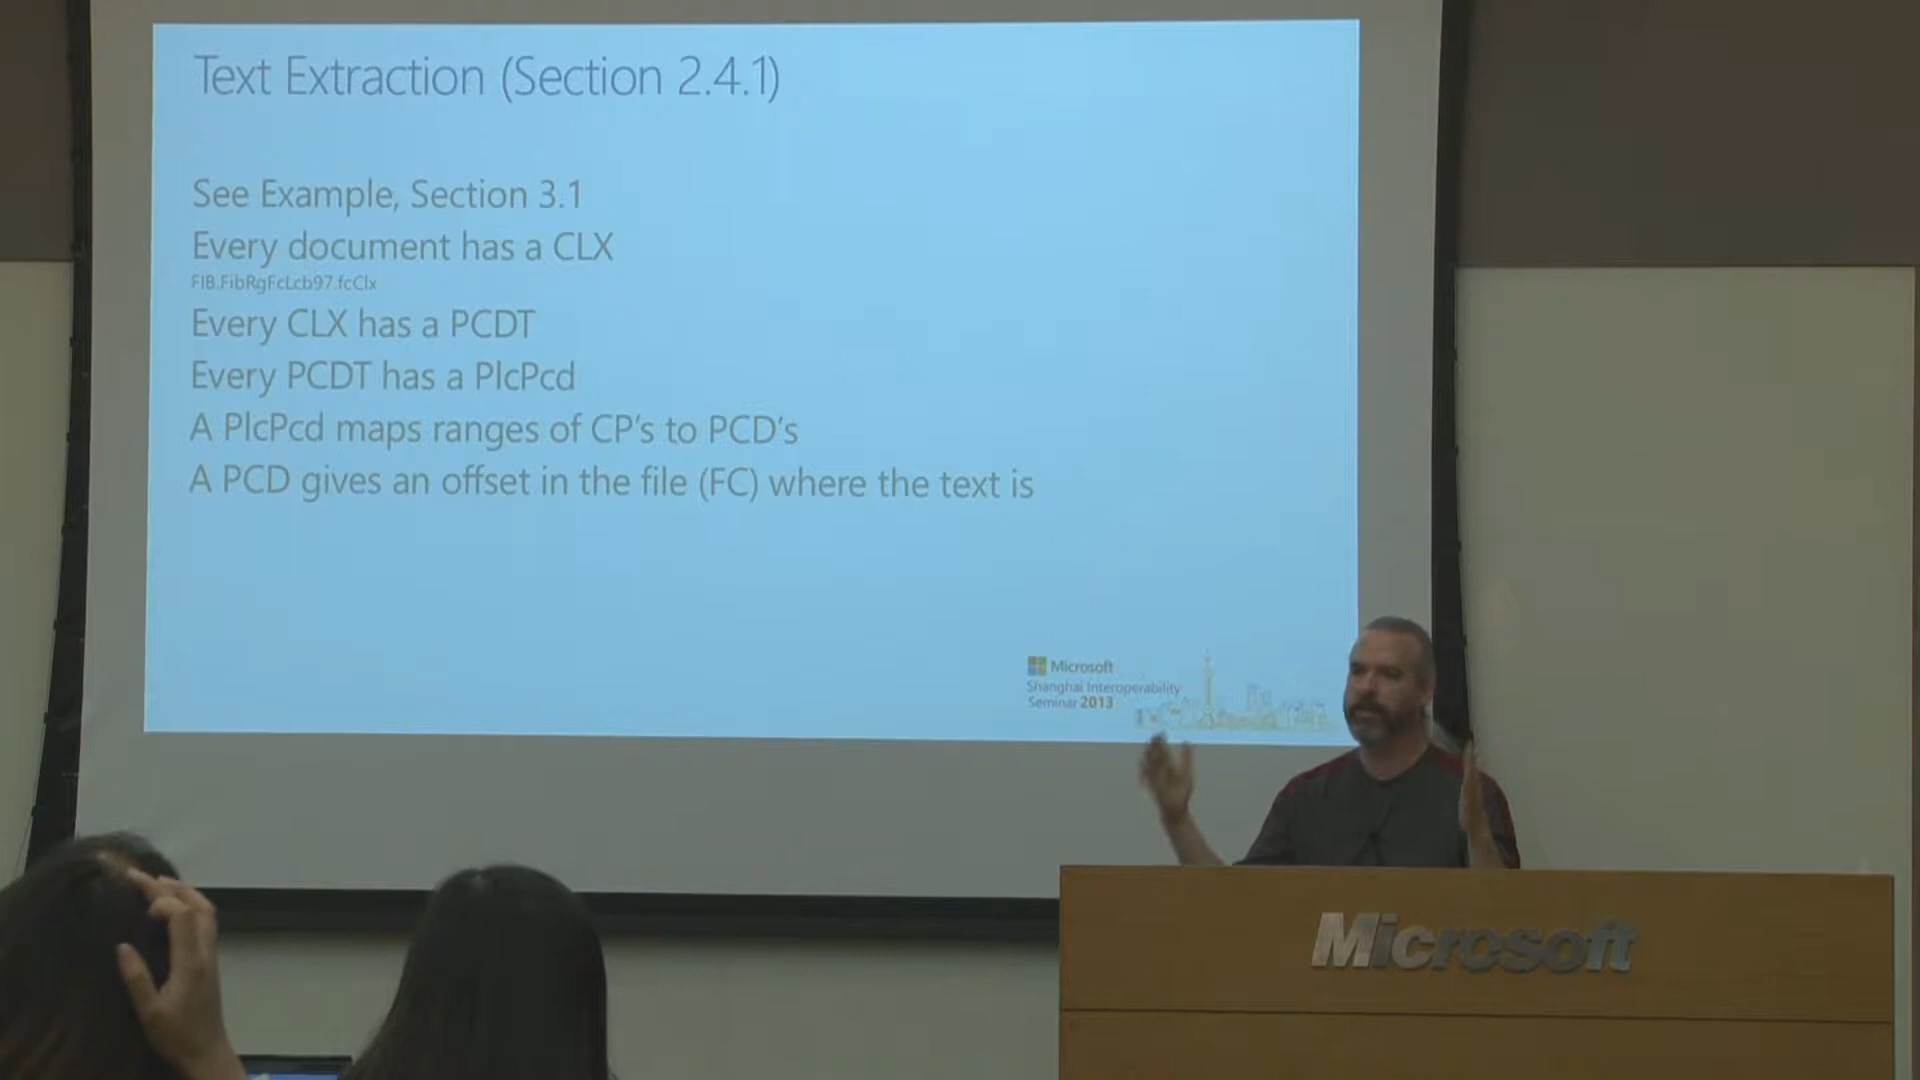 Text Extraction (Section 2.4.1)
See Example, Section 3.1
Every document has a CLX
FIB.FibRgFcLcb97.fcClx
Every CLX has a PCDT
Every PCDT has a PlcPcd
A PlcPcd maps ranges of CP's to PCD's
A PCD gives an offset in the file (FC) where the text is
Microsoft
Shanghai Interoperability
Seminar 2013
Microsoft